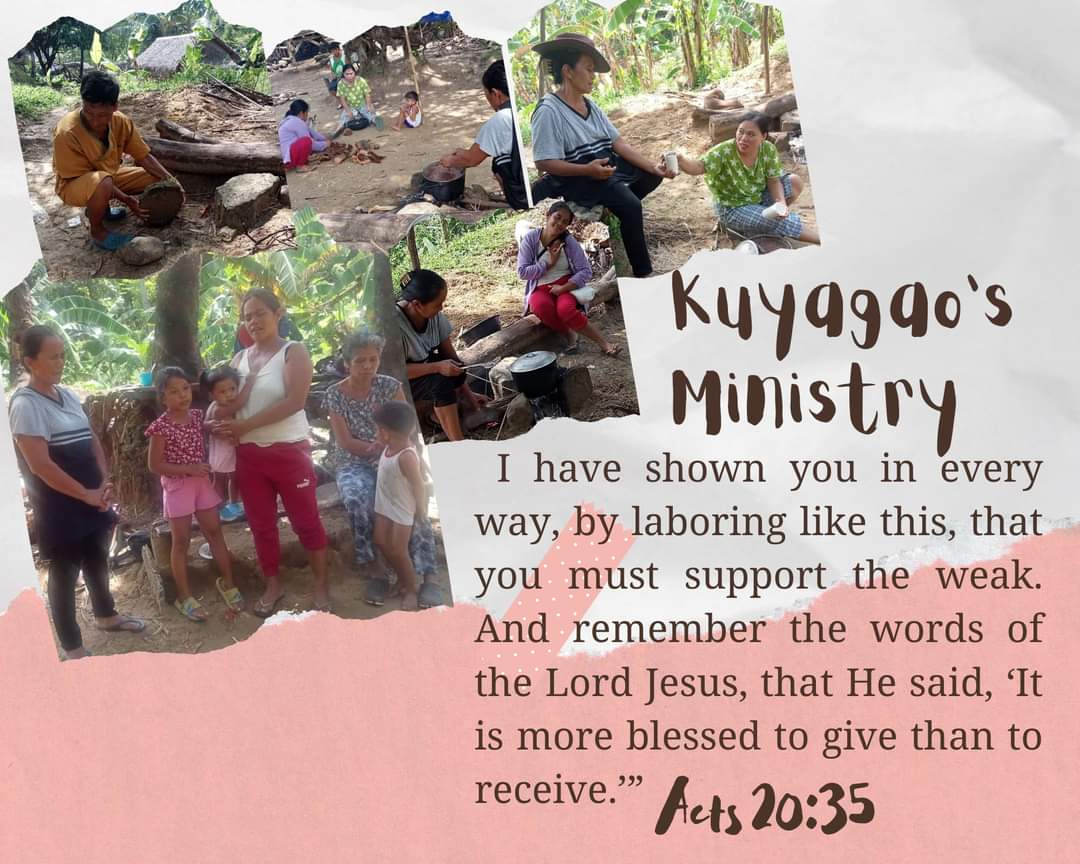 Kuyagao's
Ministry
I have shown you in every
way, by laboring like this, that
you must support the weak.
And remember the words of
the Lord Jesus, that He said, ‘It
is more blessed to give than to
receive.’” Acts 20:35